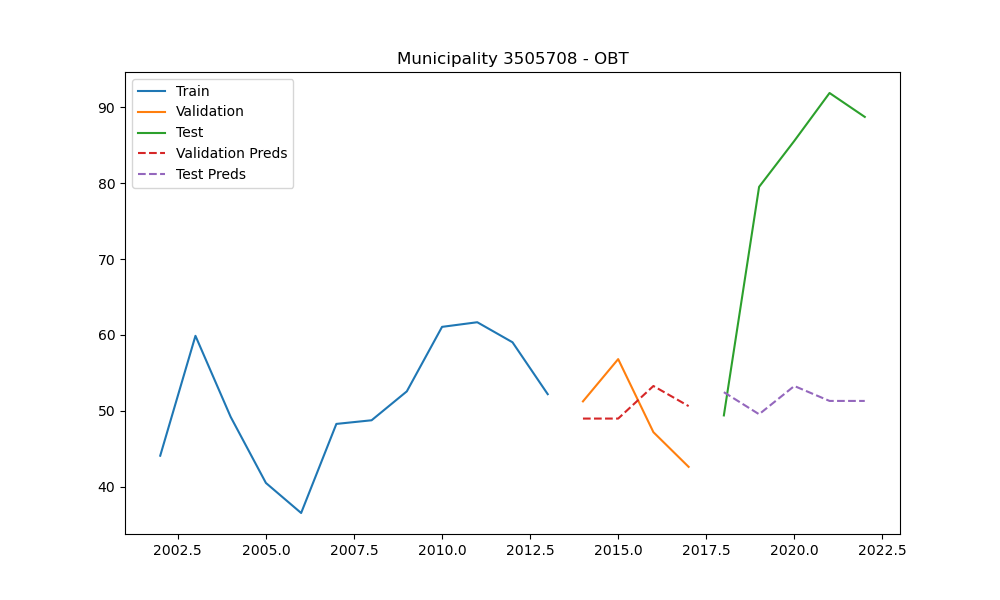 Municipality 3505708 - OBT
Train
Validation
Test
Validation Preds
Test Preds
90
80
70
60
50
40
2002.5 2005.0 2007.5 2010.0 2012.5 2015.0 2017.5 2020.0 2022.5